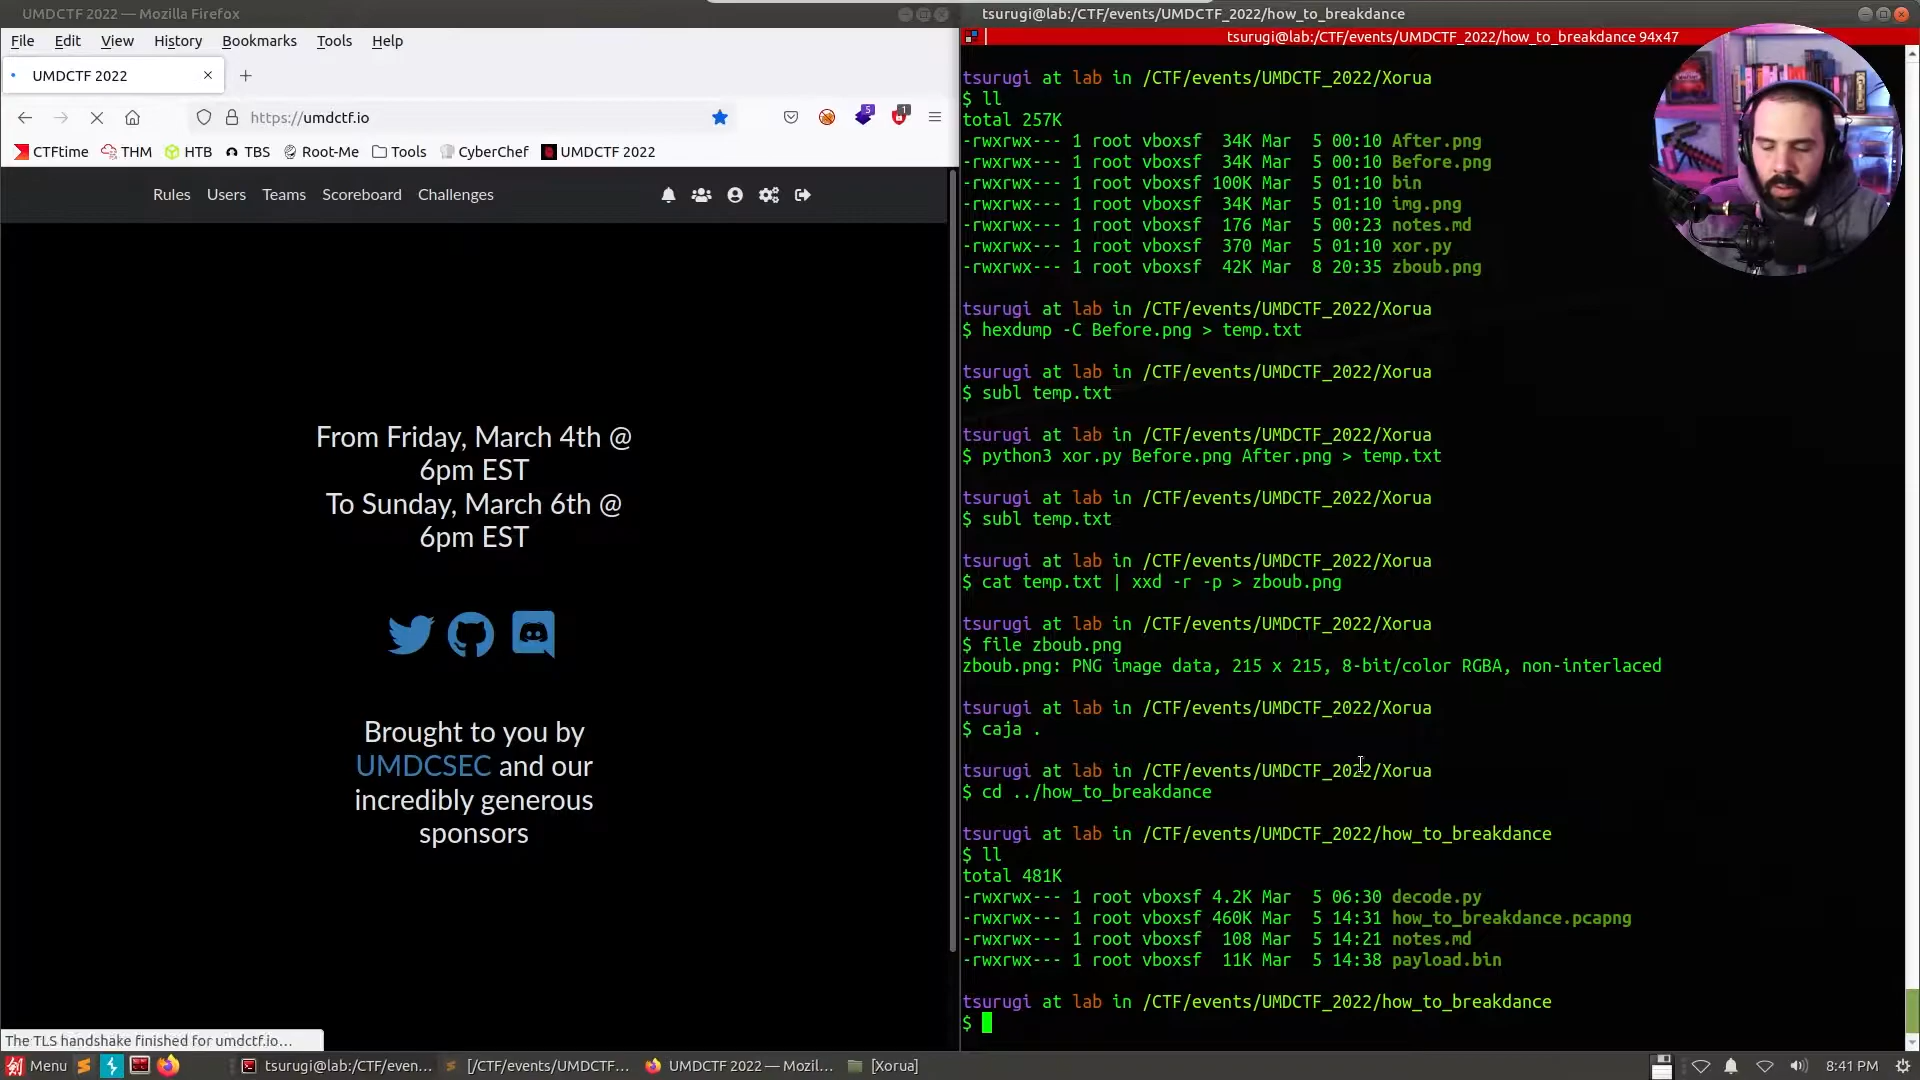 UMDCTF 2022 — Mozilla Firefox
File Edit View History Bookmarks Tools Help
UMDCTF 2022
https://umdctf.io
5
1
CTFtime THM HTB TBS Root-Me Tools CyberChef UMDCTF 2022
Rules Users Teams Scoreboard Challenges
From Friday, March 4th @
6pm EST
To Sunday, March 6th @
6pm EST
Brought to you by
UMDCSEC and our
incredibly generous
sponsors
The TLS handshake finished for umdctf.io...
tsurugi@lab:/CTF/events/UMDCTF_2022/how_to_breakdance
tsurugi@lab:/CTF/events/UMDCTF_2022/how_to_breakdance 94x47
tsurugi at lab in /CTF/events/UMDCTF_2022/Xorua
$ ll
total 257K
-rwxrwx--- 1 root vboxsf  34K Mar  5 00:10 After.png
-rwxrwx--- 1 root vboxsf  34K Mar  5 00:10 Before.png
-rwxrwx--- 1 root vboxsf 100K Mar  5 01:10 bin
-rwxrwx--- 1 root vboxsf  34K Mar  5 01:10 img.png
-rwxrwx--- 1 root vboxsf  176 Mar  5 00:23 notes.md
-rwxrwx--- 1 root vboxsf  370 Mar  5 01:10 xor.py
-rwxrwx--- 1 root vboxsf  42K Mar  8 20:35 zboub.png
tsurugi at lab in /CTF/events/UMDCTF_2022/Xorua
$ hexdump -C Before.png > temp.txt
tsurugi at lab in /CTF/events/UMDCTF_2022/Xorua
$ subl temp.txt
tsurugi at lab in /CTF/events/UMDCTF_2022/Xorua
$ python3 xor.py Before.png After.png > temp.txt
tsurugi at lab in /CTF/events/UMDCTF_2022/Xorua
$ subl temp.txt
tsurugi at lab in /CTF/events/UMDCTF_2022/Xorua
$ cat temp.txt | xxd -r -p > zboub.png
tsurugi at lab in /CTF/events/UMDCTF_2022/Xorua
$ file zboub.png
zboub.png: PNG image data, 215 x 215, 8-bit/color RGBA, non-interlaced
tsurugi at lab in /CTF/events/UMDCTF_2022/Xorua
$ caja .
tsurugi at lab in /CTF/events/UMDCTF_2022/Xorua
$ cd ../how_to_breakdance
tsurugi at lab in /CTF/events/UMDCTF_2022/how_to_breakdance
$ ll
total 481K
-rwxrwx--- 1 root vboxsf 4.2K Mar  5 06:30 decode.py
-rwxrwx--- 1 root vboxsf 460K Mar  5 14:31 how_to_breakdance.pcapng
-rwxrwx--- 1 root vboxsf  108 Mar  5 14:21 notes.md
-rwxrwx--- 1 root vboxsf  11K Mar  5 14:38 payload.bin
tsurugi at lab in /CTF/events/UMDCTF_2022/how_to_breakdance
$
Menu tsurugi@lab:/CTF/even... [/CTF/events/UMDCTF... UMDCTF 2022 — Mozil... [Xorua] 8:41 PM